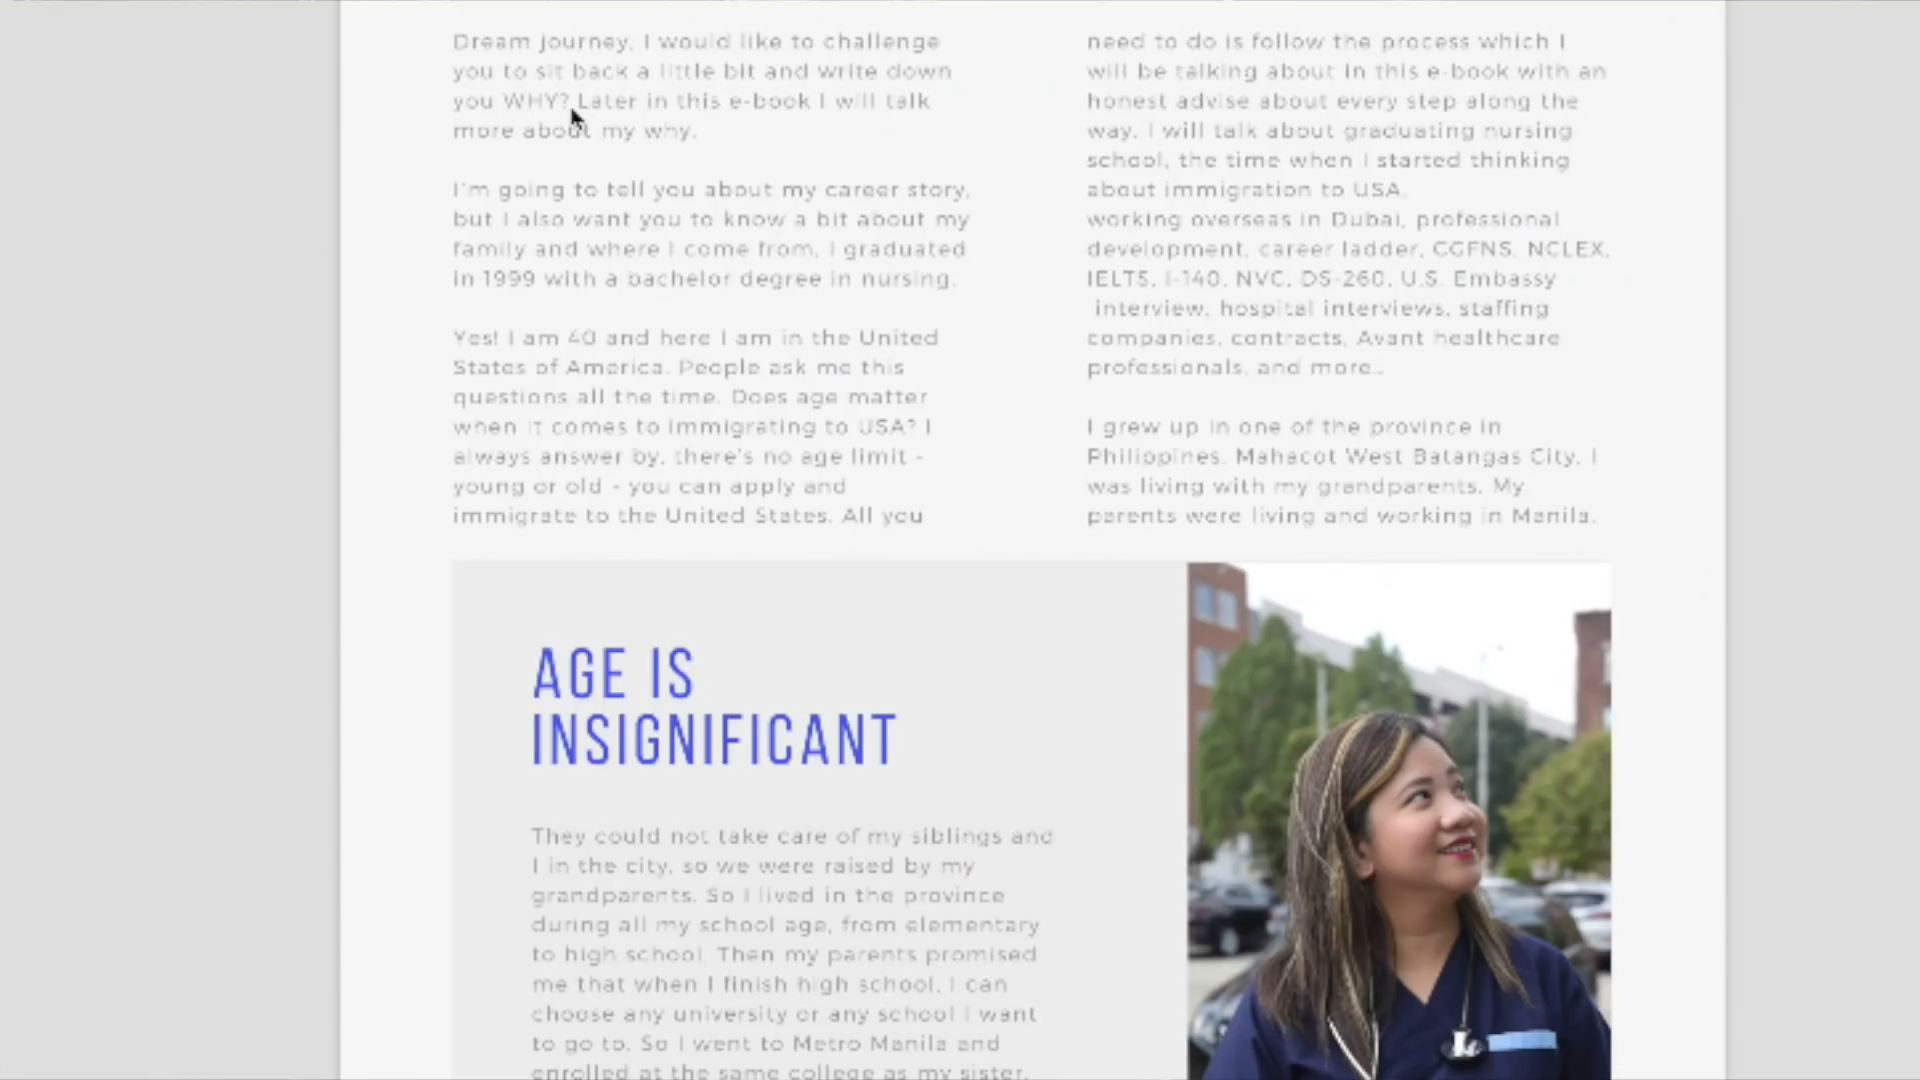 Dream journey, I would like to challenge
you to sit back a little bit and write down
you WHY? Later in this e-book I will talk
more about my why.
I'm going to tell you about my career story,
but I also want you to know a bit about my
family and where I come from, I graduated
in 1999 with a bachelor degree in nursing.
Yes! I am 40 and here I am in the United
States of America. People ask me this
questions all the time. Does age matter
when it comes to immigrating to USA? I
always answer by, there's no age limit -
young or old - you can apply and
immigrate to the United States. All you
need to do is follow the process which I
will be talking about in this e-book with an
honest advise about every step along the
way. I will talk about graduating nursing
school, the time when I started thinking
about immigration to USA.
working overseas in Dubai, professional
development, career ladder, CGFNS, NCLEX,
IELTS, I-140, NVC, DS-260, U.S. Embassy
interview, hospital interviews, staffing
companies, contracts, Avant healthcare
professionals, and more..
I grew up in one of the province in
Philippines, Mahacot West Batangas City. I
was living with my grandparents. My
parents were living and working in Manila.
AGE IS
INSIGNIFICANT
They could not take care of my siblings and
I in the city, so we were raised by my
grandparents. So I lived in the province
during all my school age, from elementary
to high school. Then my parents promised
me that when I finish high school, I can
choose any university or any school I want
to go to. So I went to Metro Manila and
enrolled at the same college as my sister.